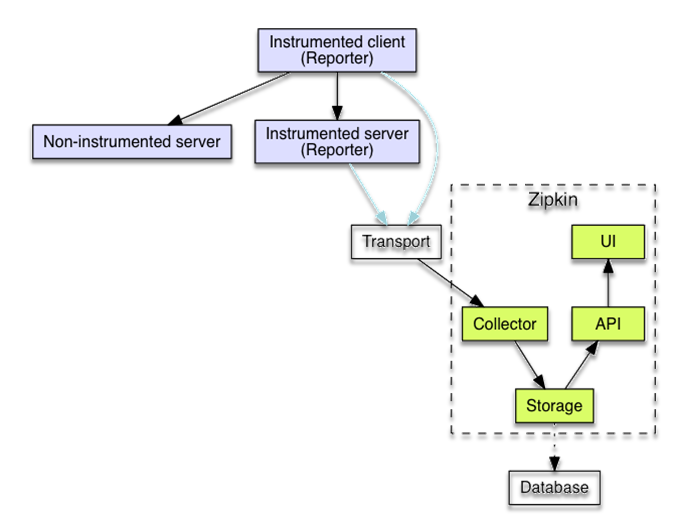 Instrumented client
(Reporter)
Non-instrumented server
Instrumented server
(Reporter)
Zipkin
Transport
UI
Collector
API
Storage
Database